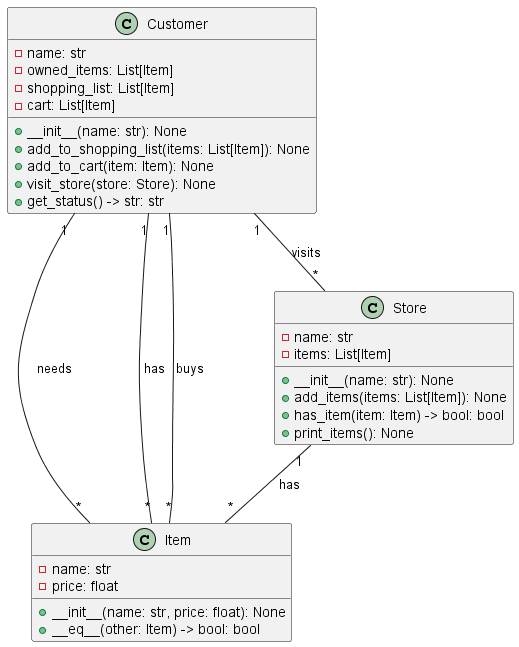 C Customer
name: str
owned_items: List[Item]
shopping_list: List[Item]
cart: List[Item]
__init__(name: str): None
add_to_shopping_list(items: List[Item]): None
add_to_cart(item: Item): None
visit_store(store: Store): None
get_status() -> str: str
1 1 1 1
visits
*
C Store
name: str
items: List[Item]
__init__(name: str): None
add_items(items: List[Item]): None
has_item(item: Item) -> bool: bool
print_items(): None
needs has buys
1
has
* * * *
C Item
name: str
price: float
__init__(name: str, price: float): None
__eq__(other: Item) -> bool: bool